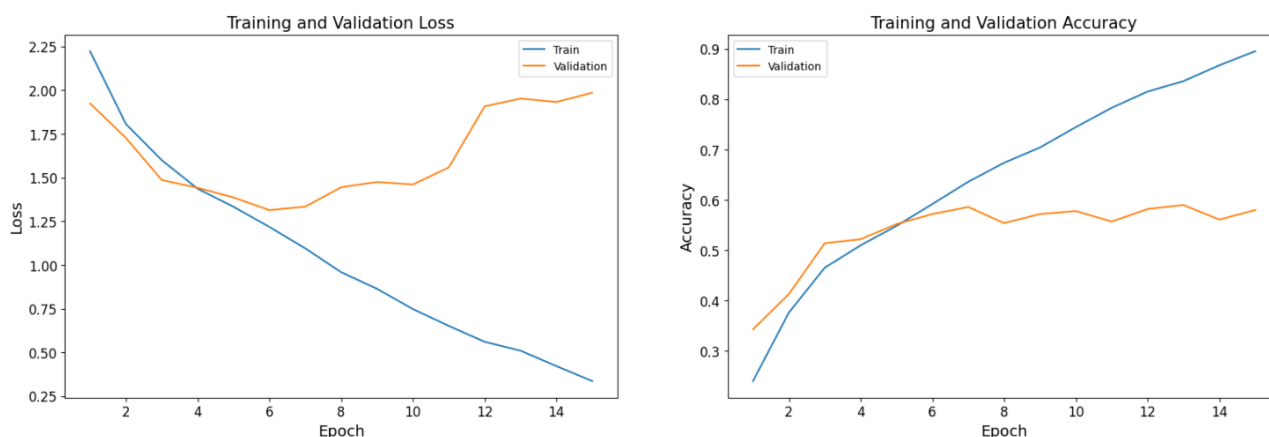 Training and Validation Loss
2.25
2.00
1.75
1.50
1.25
1.00
0.75
0.50
0.25
Loss
Train
Validation
2 4 6 8 10 12 14
Epoch
Training and Validation Accuracy
0.9
0.8
0.7
0.6
0.5
0.4
0.3
Accuracy
Train
Validation
2 4 6 8 10 12 14
Epoch